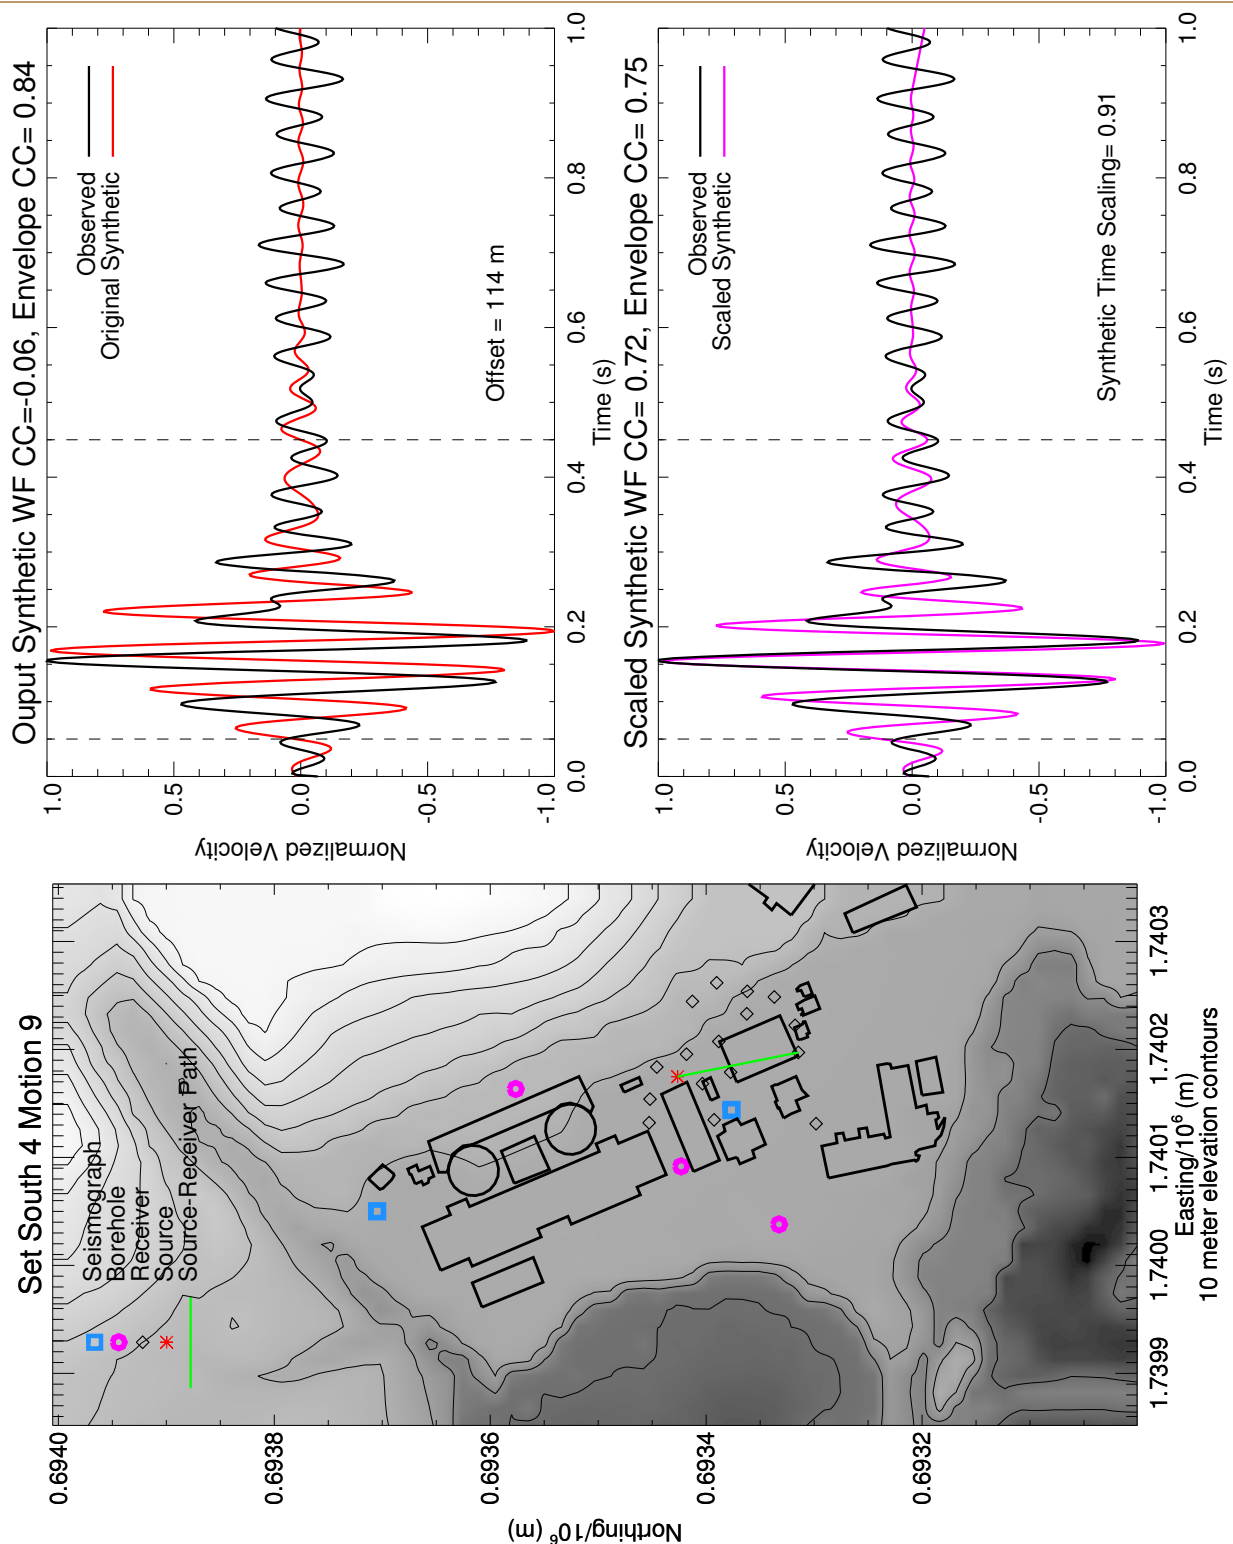 Set South 4 Motion 9
Seismograph
Borehole
Receiver
Source
Source-Receiver Path
0.6940
0.6938
0.6936
0.6934
0.6932
Northing/10⁶ (m)
1.7399
1.7400
1.7401
1.7402
1.7403
Easting/10⁶ (m)
10 meter elevation contours
Ouput Synthetic WF CC=-0.06, Envelope CC= 0.84
Observed
Original Synthetic
Offset = 114 m
1.0
0.5
0.0
-0.5
-1.0
Normalized Velocity
0.0
0.2
0.4
0.6
0.8
1.0
Time (s)
Scaled Synthetic WF CC= 0.72, Envelope CC= 0.75
Observed
Scaled Synthetic
Synthetic Time Scaling= 0.91
1.0
0.5
0.0
-0.5
-1.0
Normalized Velocity
0.0
0.2
0.4
0.6
0.8
1.0
Time (s)